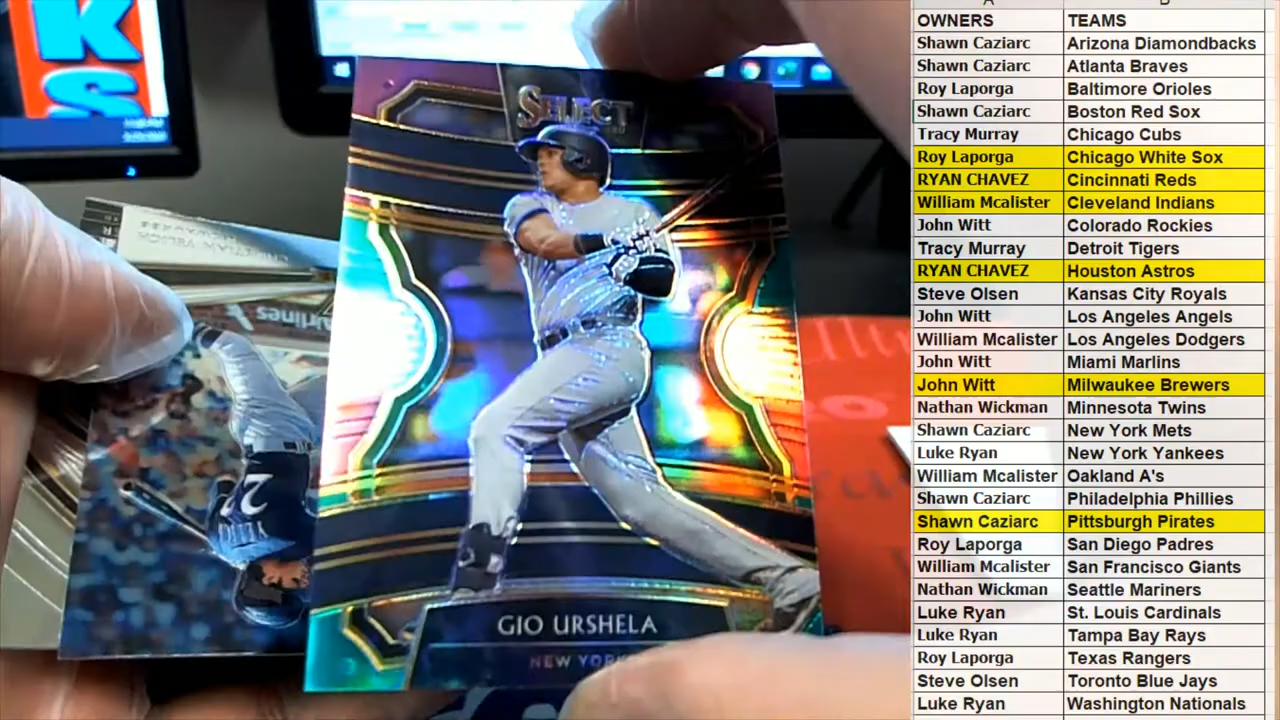 K
S
SELECT
Airlines
22
GIO URSHELA
NEW YORK
A
B
OWNERS TEAMS
Shawn Caziarc Arizona Diamondbacks
Shawn Caziarc Atlanta Braves
Roy Laporga Baltimore Orioles
Shawn Caziarc Boston Red Sox
Tracy Murray Chicago Cubs
Roy Laporga Chicago White Sox
RYAN CHAVEZ Cincinnati Reds
William Mcalister Cleveland Indians
John Witt Colorado Rockies
Tracy Murray Detroit Tigers
RYAN CHAVEZ Houston Astros
Steve Olsen Kansas City Royals
John Witt Los Angeles Angels
William Mcalister Los Angeles Dodgers
John Witt Miami Marlins
John Witt Milwaukee Brewers
Nathan Wickman Minnesota Twins
Shawn Caziarc New York Mets
Luke Ryan New York Yankees
William Mcalister Oakland A's
Shawn Caziarc Philadelphia Phillies
Shawn Caziarc Pittsburgh Pirates
Roy Laporga San Diego Padres
William Mcalister San Francisco Giants
Nathan Wickman Seattle Mariners
Luke Ryan St. Louis Cardinals
Luke Ryan Tampa Bay Rays
Roy Laporga Texas Rangers
Steve Olsen Toronto Blue Jays
Luke Ryan Washington Nationals